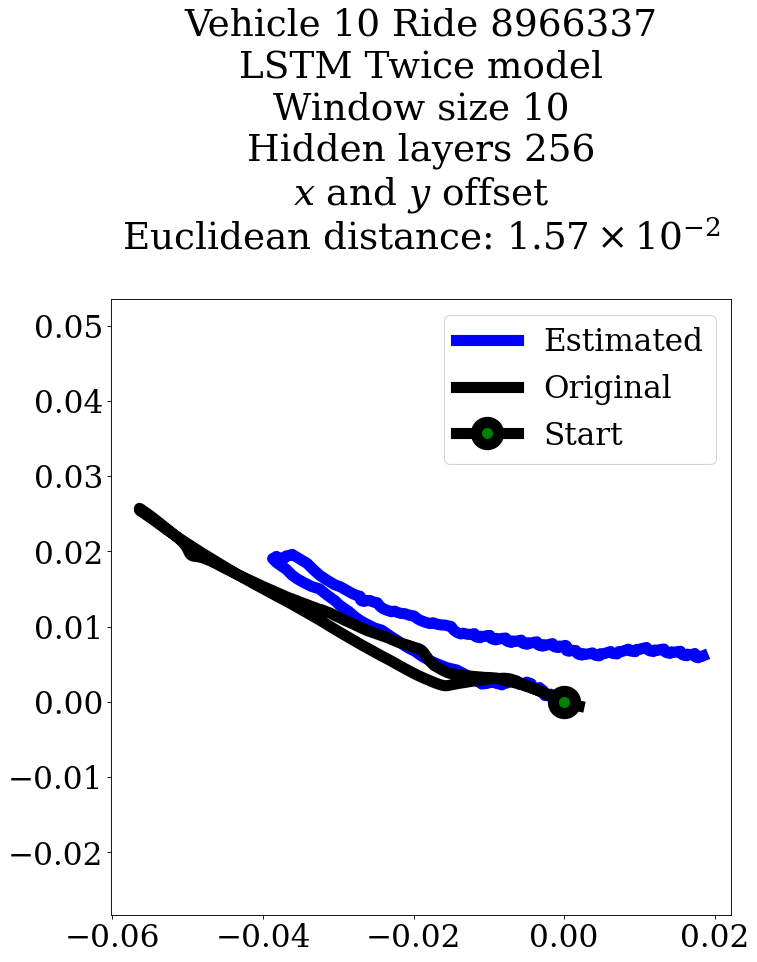 Vehicle 10 Ride 8966337
LSTM Twice model
Window size 10
Hidden layers 256
x and y offset
Euclidean distance: 1.57 × 10⁻²
Estimated
Original
Start
0.05
0.04
0.03
0.02
0.01
0.00
−0.01
−0.02
−0.06 −0.04 −0.02 0.00 0.02